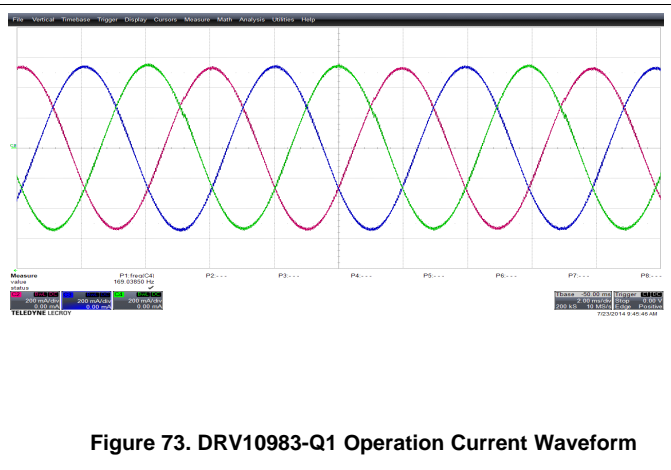 File Vertical Timebase Trigger Display Cursors Measure Math Analysis Utilities Help
Measure P1:freq(C4) P2:- - - P3:- - - P4:- - - P5:- - - P6:- - - P7:- - - P8:- - -
value 169.03850 Hz
status
200 mA/div 200 mA/div 200 mA/div Tbase -50.00 ms Trigger
0.00 mA 0.00 mA 0.00 mA 2.00 ms/div Stop 0.00 V
200 kS 10 MS/s Edge Positive
TELEDYNE LECROY 7/23/2014 9:45:46 AM
Figure 73. DRV10983-Q1 Operation Current Waveform